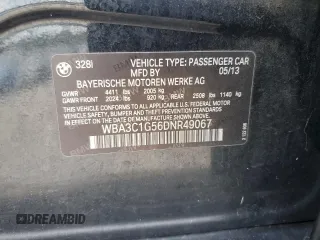 328i
VEHICLE TYPE: PASSENGER CAR
MFD BY 05/13
BAYERISCHE MOTOREN WERKE AG
GVWR 4411 lbs 2005 kg
GAWR FRONT 2024 lbs 920 kg REAR 2508 lbs 1140 kg
THIS VEHICLE CONFORMS TO ALL APPLICABLE FEDERAL MOTOR
VEHICLE SAFETY, BUMPER AND THEFT PREVENTION STANDARDS
IN EFFECT ON THE DATE OF MANUFACTURE SHOWN ABOVE.
WBA3C1G56DNR49067
© DREAMBID